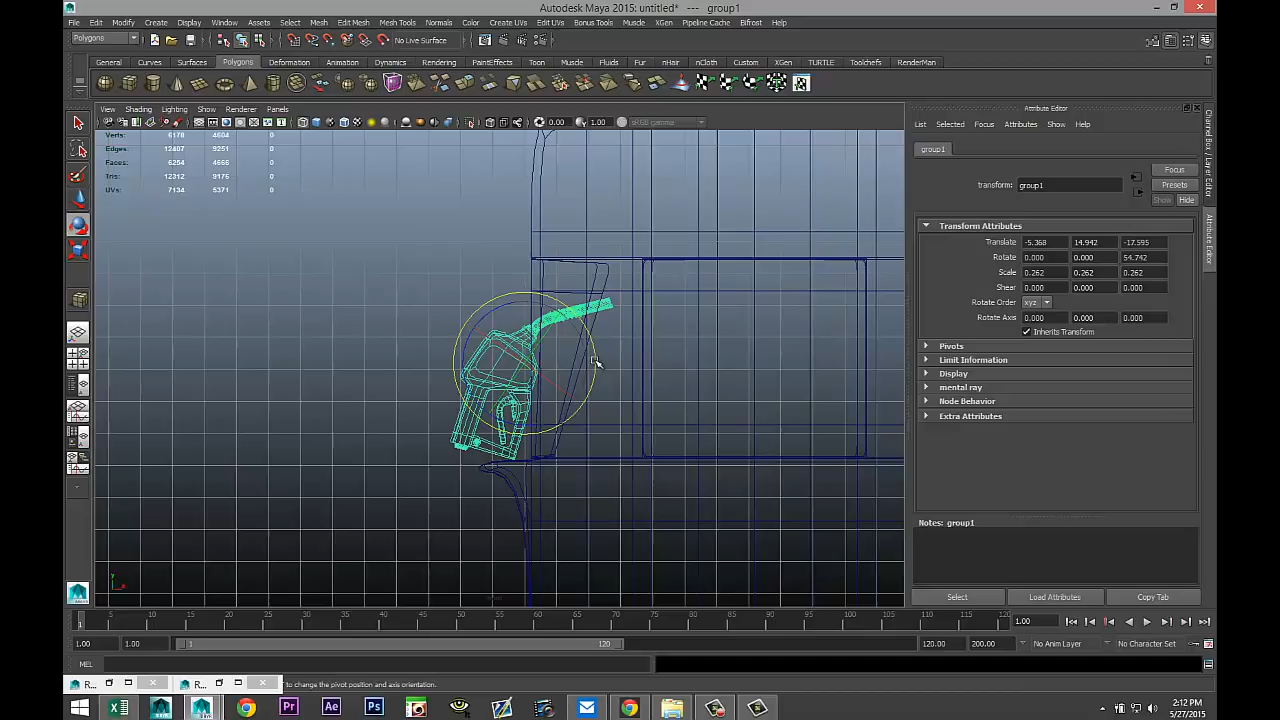 Autodesk Maya 2015: untitled* --- group1
File Edit Modify Create Display Window Assets Select Mesh Edit Mesh Mesh Tools Normals Color Create UVs Edit UVs Bonus Tools Muscle XGen Pipeline Cache Bifrost Help
Polygons No Live Surface
General Curves Surfaces Polygons Deformation Animation Dynamics Rendering PaintEffects Toon Muscle Fluids Fur nHair nCloth Custom XGen TURTLE Toolchefs RenderMan
View Shading Lighting Show Renderer Panels
0.00 1.00 sRGB gamma
Verts: 6178 4604 0
Edges: 12407 9251 0
Faces: 6254 4666 0
Tris: 12312 9176 0
UVs: 7134 5371 0
Attribute Editor
List Selected Focus Attributes Show Help
group1
transform: group1
Focus
Presets
Show Hide
Transform Attributes
Translate -5.368 14.942 -17.595
Rotate 0.000 0.000 54.742
Scale 0.262 0.262 0.262
Shear 0.000 0.000 0.000
Rotate Order xyz
Rotate Axis 0.000 0.000 0.000
Inherits Transform
Pivots
Limit Information
Display
mental ray
Node Behavior
Extra Attributes
Notes: group1
Select Load Attributes Copy Tab
Channel Box / Layer Editor
Attribute Editor
5 10 15 20 25 30 35 40 45 50 55 60 65 70 75 80 85 90 95 100 105 110 115 120
1 1.00
1.00 1.00 1 120 120.00 200.00 No Anim Layer No Character Set
MEL
R... R... to change the pivot position and axis orientation.
2:12 PM
5/27/2015